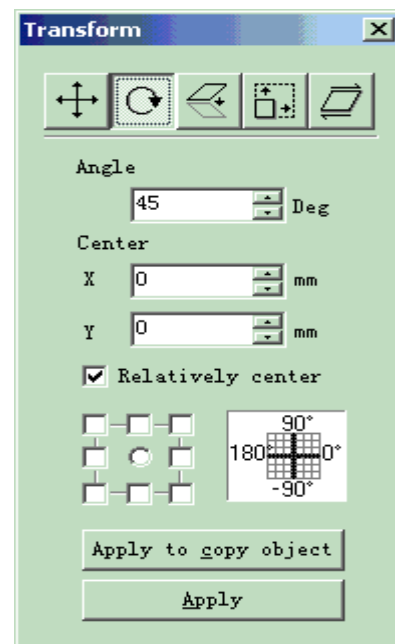 Transform
Angle
45 Deg
Center
X 0 mm
Y 0 mm
Relatively center
90°
180° 0°
-90°
Apply to copy object
Apply